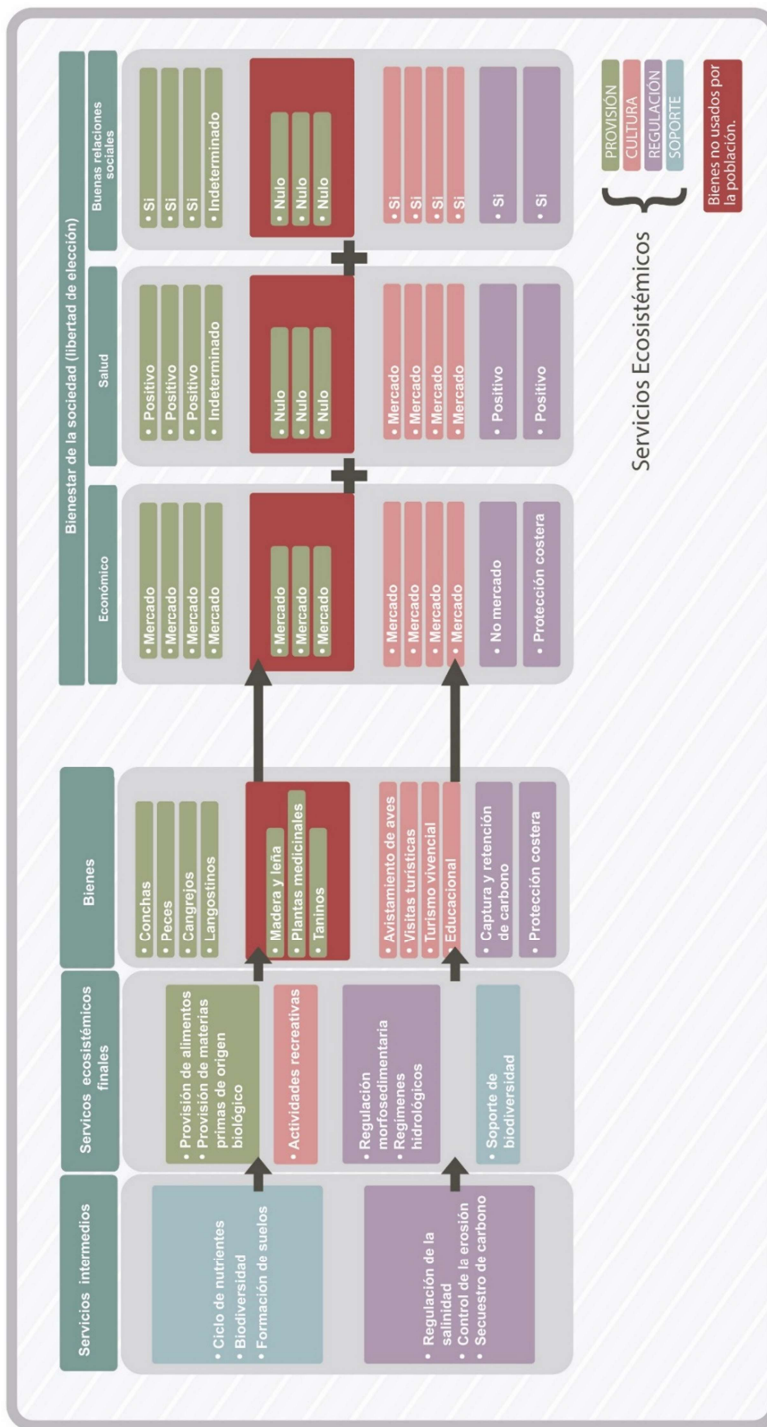 Servicios intermedios
• Ciclo de nutrientes
• Biodiversidad
• Formación de suelos
• Regulación de la
salinidad
• Control de la erosión
• Secuestro de carbono
Servicos ecosistémicos
finales
• Provisión de alimentos
• Provisión de materias
primas de origen
biológico
• Actividades recreativas
• Regulación
morfosedimentaria
• Regimenes
hidrológicos
• Soporte de
biodiversidad
Bienes
• Conchas
• Peces
• Cangrejos
• Langostinos
• Madera y leña
• Plantas medicinales
• Taninos
• Avistamiento de aves
• Visitas turísticas
• Turismo vivencial
• Educacional
• Captura y retención
de carbono
• Protección costera
Bienestar de la sociedad (libertad de elección)
Económico
• Mercado
• Mercado
• Mercado
• Mercado
• Mercado
• Mercado
• Mercado
• Mercado
• Mercado
• Mercado
• Mercado
• No mercado
• Protección costera
+
Salud
• Positivo
• Positivo
• Positivo
• Indeterminado
• Nulo
• Nulo
• Nulo
• Mercado
• Mercado
• Mercado
• Mercado
• Positivo
• Positivo
+
Buenas relaciones
sociales
• Si
• Si
• Si
• Indeterminado
• Nulo
• Nulo
• Nulo
• Si
• Si
• Si
• Si
• Si
• Si
Servicios Ecosistémicos
PROVISIÓN
CULTURA
REGULACIÓN
SOPORTE
Bienes no usados por
la población.